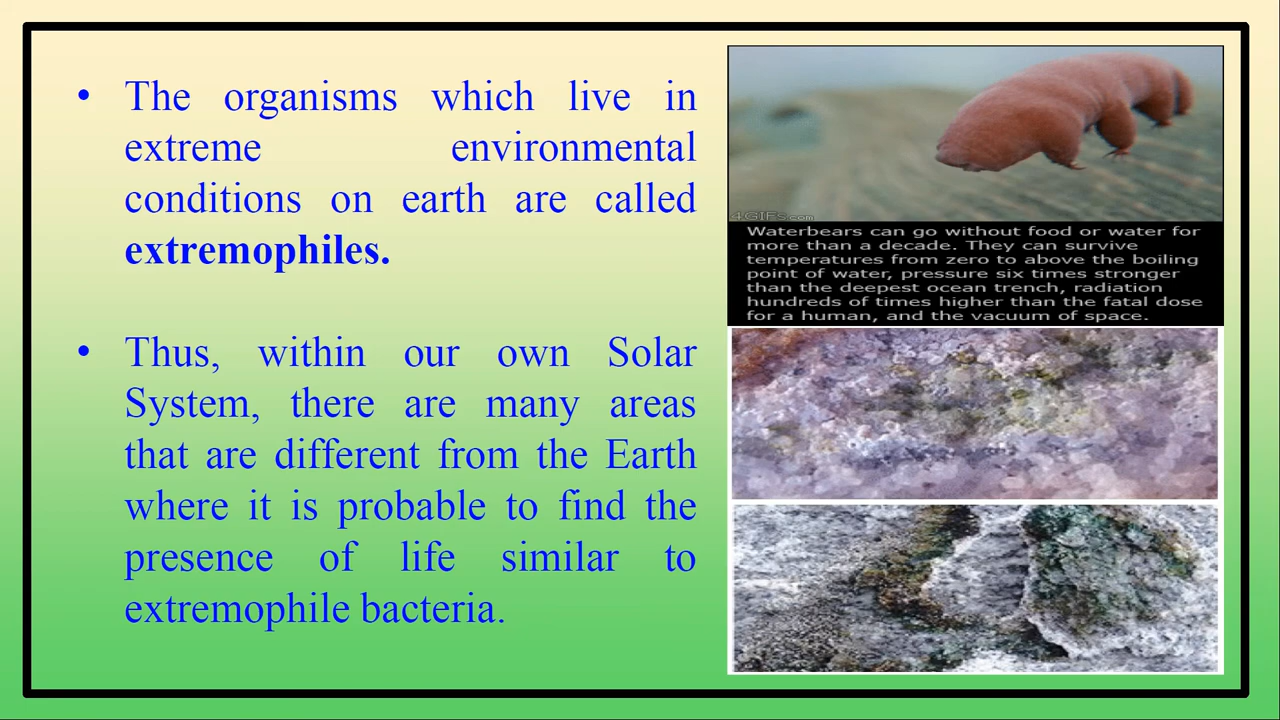 • The organisms which live in
extreme environmental
conditions on earth are called
extremophiles.
• Thus, within our own Solar
System, there are many areas
that are different from the Earth
where it is probable to find the
presence of life similar to
extremophile bacteria.
4GIFs.com
Waterbears can go without food or water for
more than a decade. They can survive
temperatures from zero to above the boiling
point of water, pressure six times stronger
than the deepest ocean trench, radiation
hundreds of times higher than the fatal dose
for a human, and the vacuum of space.